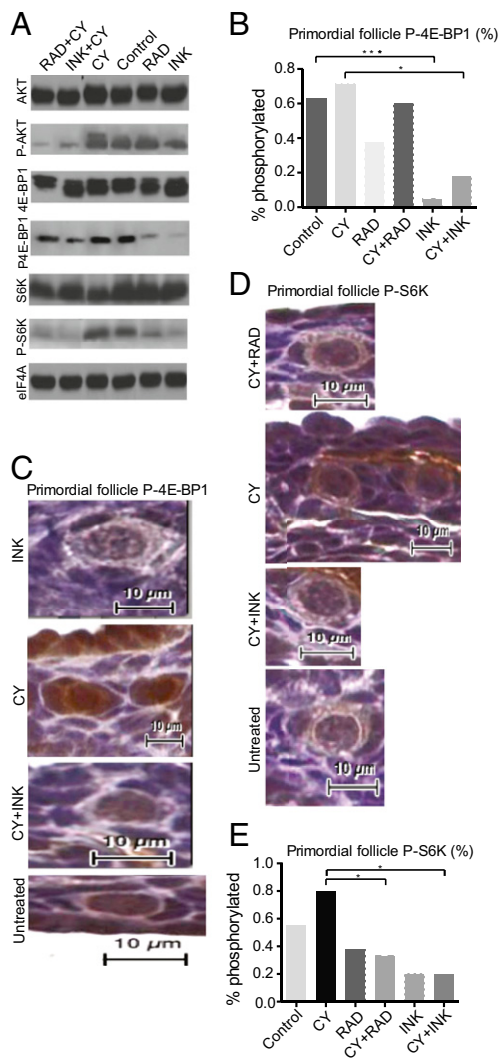 A
RAD+CY
INK+CY
CY
Control
RAD
INK
AKT
P-AKT
4E-BP1
P4E-BP1
S6K
P-S6K
eIF4A
B
Primordial follicle P-4E-BP1 (%)
% phosphorylated
***
*
0.8
0.6
0.4
0.2
0.0
Control
CY
RAD
CY+RAD
INK
CY+INK
C
Primordial follicle P-4E-BP1
INK
10 µm
CY
10 µm
CY+INK
10 µm
Untreated
10 µm
D
Primordial follicle P-S6K
CY+RAD
10 µm
CY
10 µm
CY+INK
10 µm
Untreated
10 µm
E
Primordial follicle P-S6K (%)
% phosphorylated
*
*
1.0
0.8
0.6
0.4
0.2
0.0
Control
CY
RAD
CY+RAD
INK
CY+INK